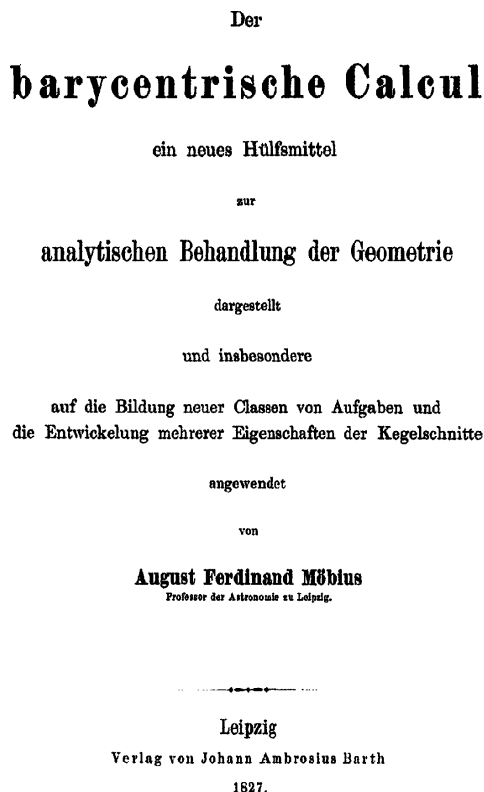 Der
barycentrische Calcul
ein neues Hülfsmittel
zur
analytischen Behandlung der Geometrie
dargestellt
und insbesondere
auf die Bildung neuer Classen von Aufgaben und
die Entwickelung mehrerer Eigenschaften der Kegelschnitte
angewendet
von
August Ferdinand Möbius
Professor der Astronomie zu Leipzig.
Leipzig
Verlag von Johann Ambrosius Barth
1827.